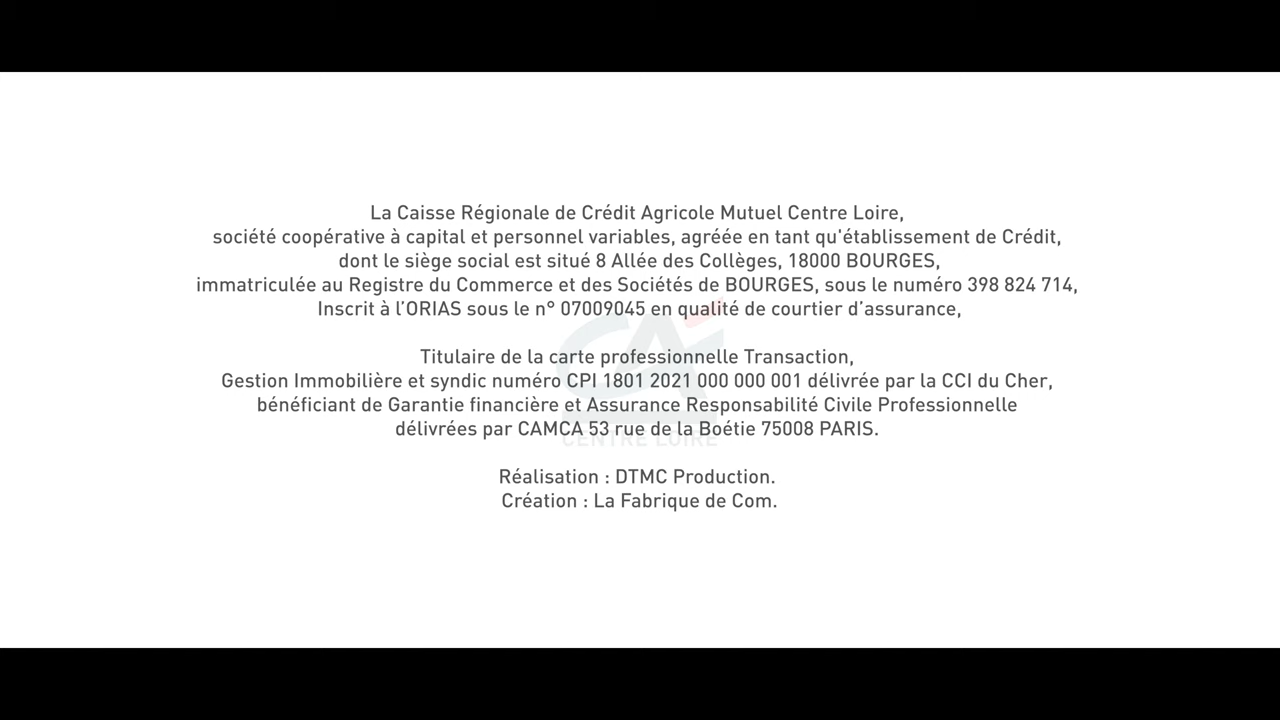 La Caisse Régionale de Crédit Agricole Mutuel Centre Loire,
société coopérative à capital et personnel variables, agréée en tant qu'établissement de Crédit,
dont le siège social est situé 8 Allée des Collèges, 18000 BOURGES,
immatriculée au Registre du Commerce et des Sociétés de BOURGES, sous le numéro 398 824 714,
Inscrit à l’ORIAS sous le n° 07009045 en qualité de courtier d’assurance,
Titulaire de la carte professionnelle Transaction,
Gestion Immobilière et syndic numéro CPI 1801 2021 000 000 001 délivrée par la CCI du Cher,
bénéficiant de Garantie financière et Assurance Responsabilité Civile Professionnelle
délivrées par CAMCA 53 rue de la Boétie 75008 PARIS.
CA
CENTRE LOIRE
Réalisation : DTMC Production.
Création : La Fabrique de Com.